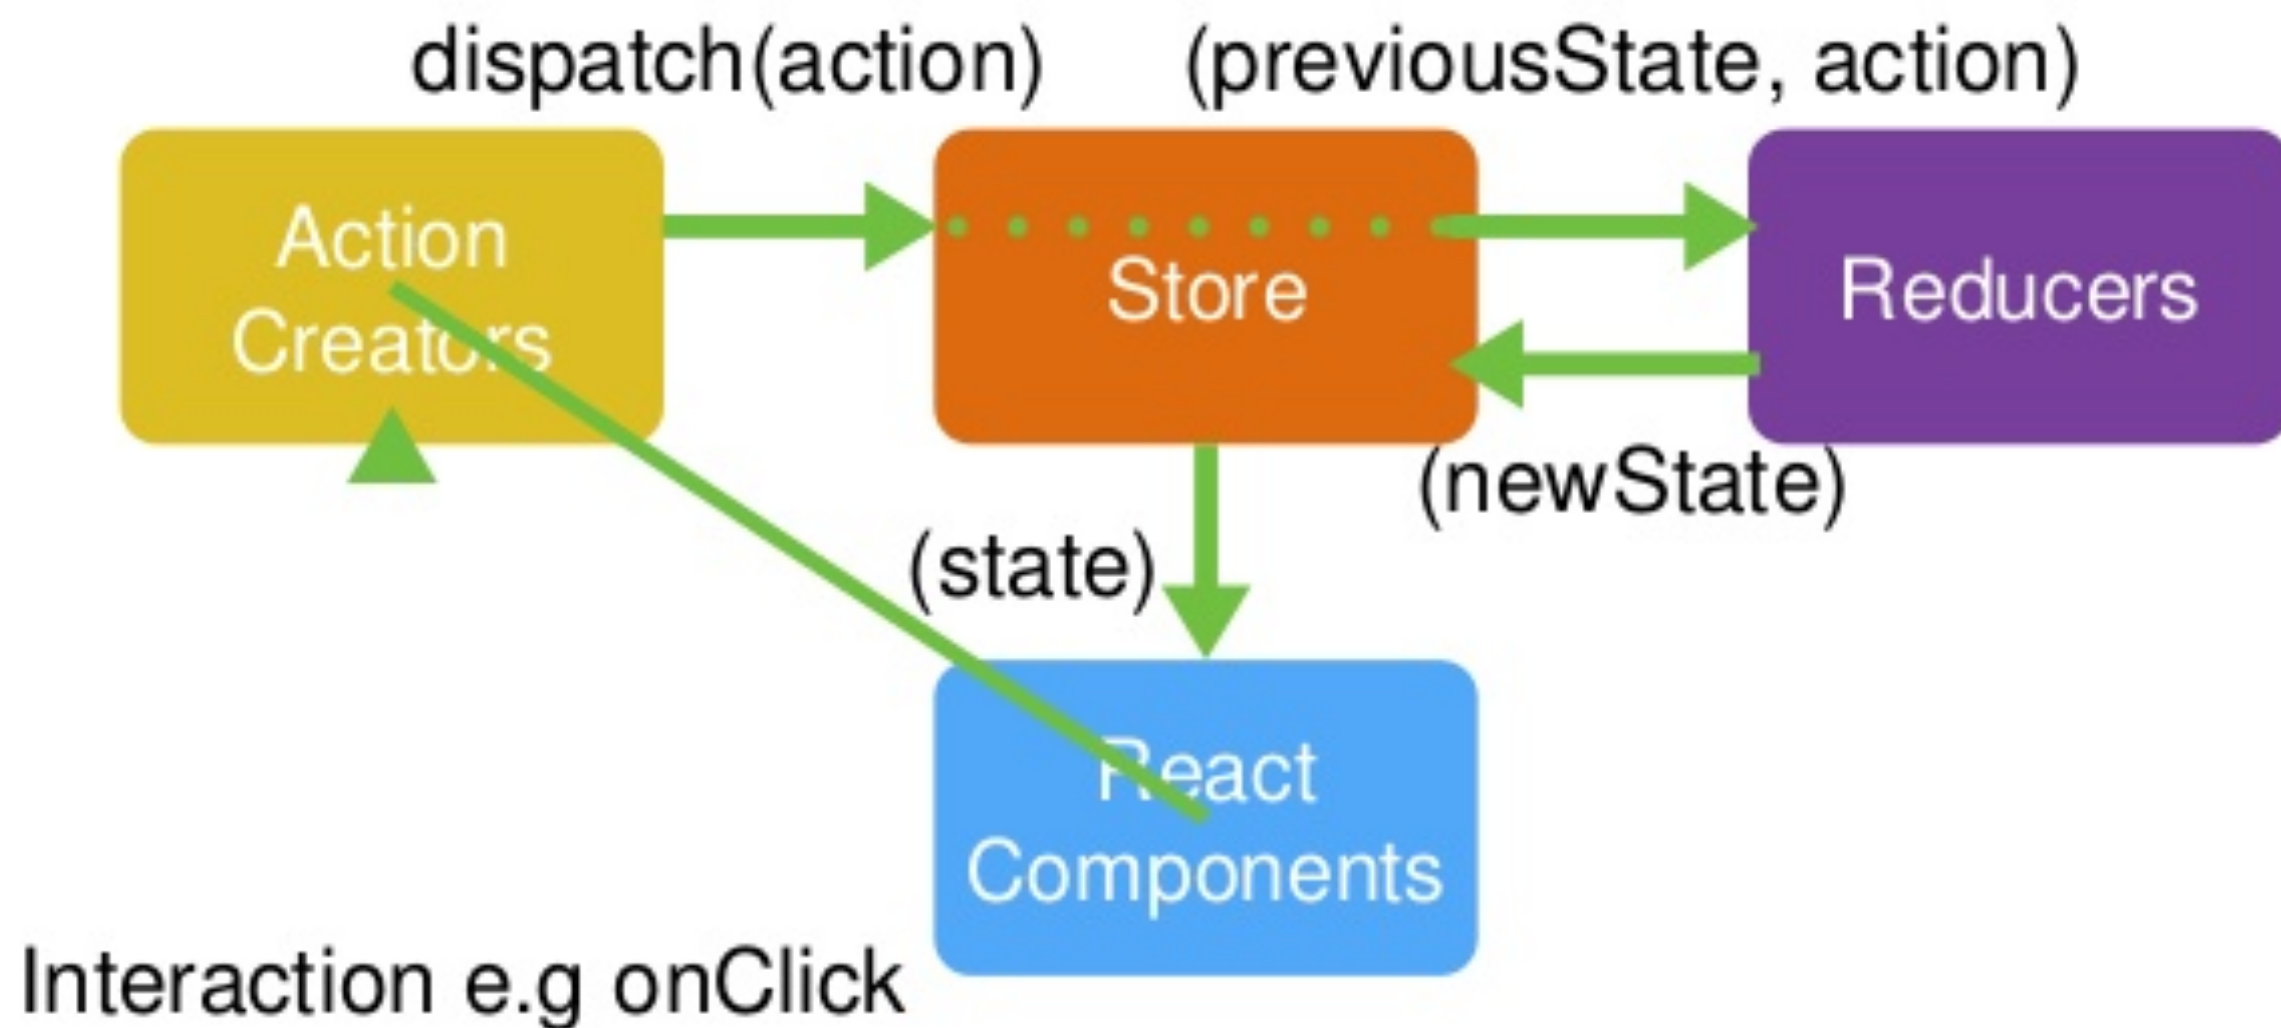 dispatch(action)
(previousState, action)
Action
Creators
Store
Reducers
(newState)
(state)
React
Components
Interaction e.g onClick